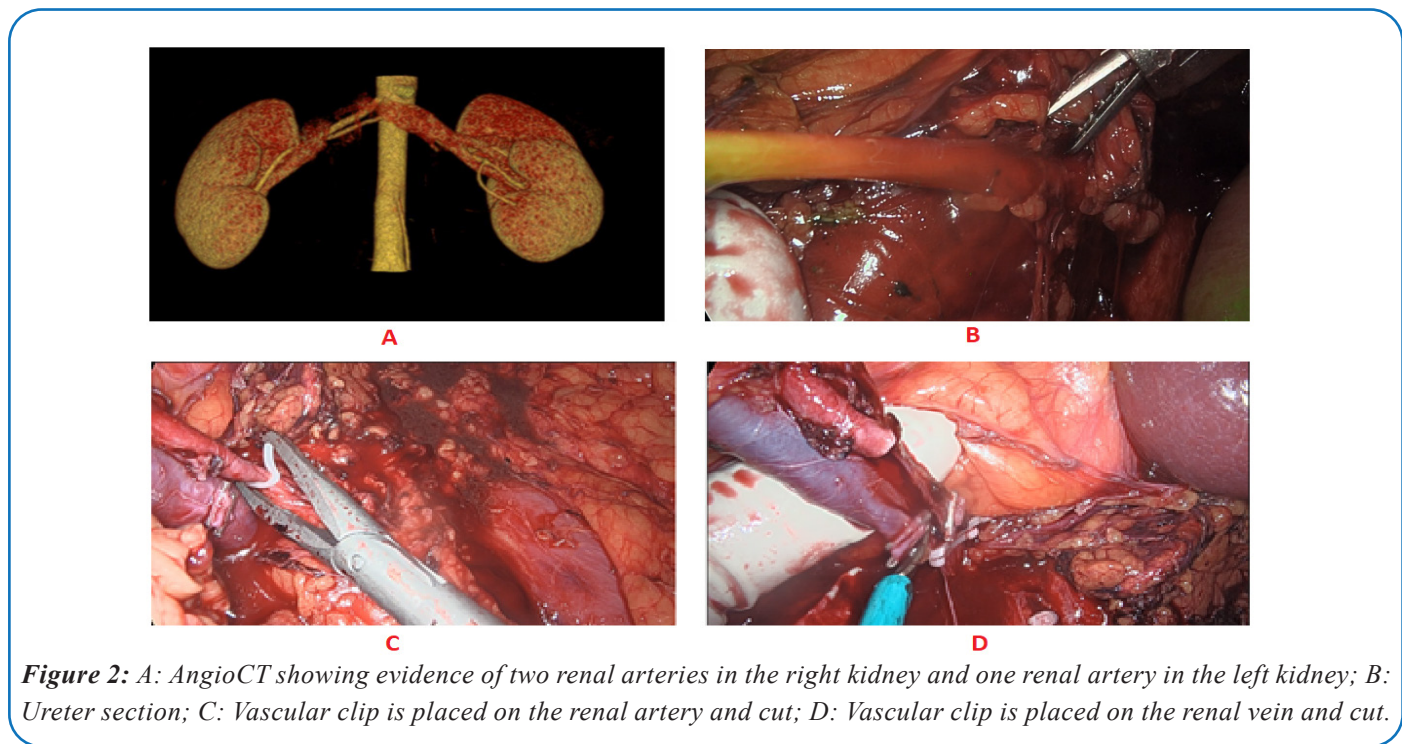 A
B
C
D
Figure 2: A: AngioCT showing evidence of two renal arteries in the right kidney and one renal artery in the left kidney; B:
Ureter section; C: Vascular clip is placed on the renal artery and cut; D: Vascular clip is placed on the renal vein and cut.